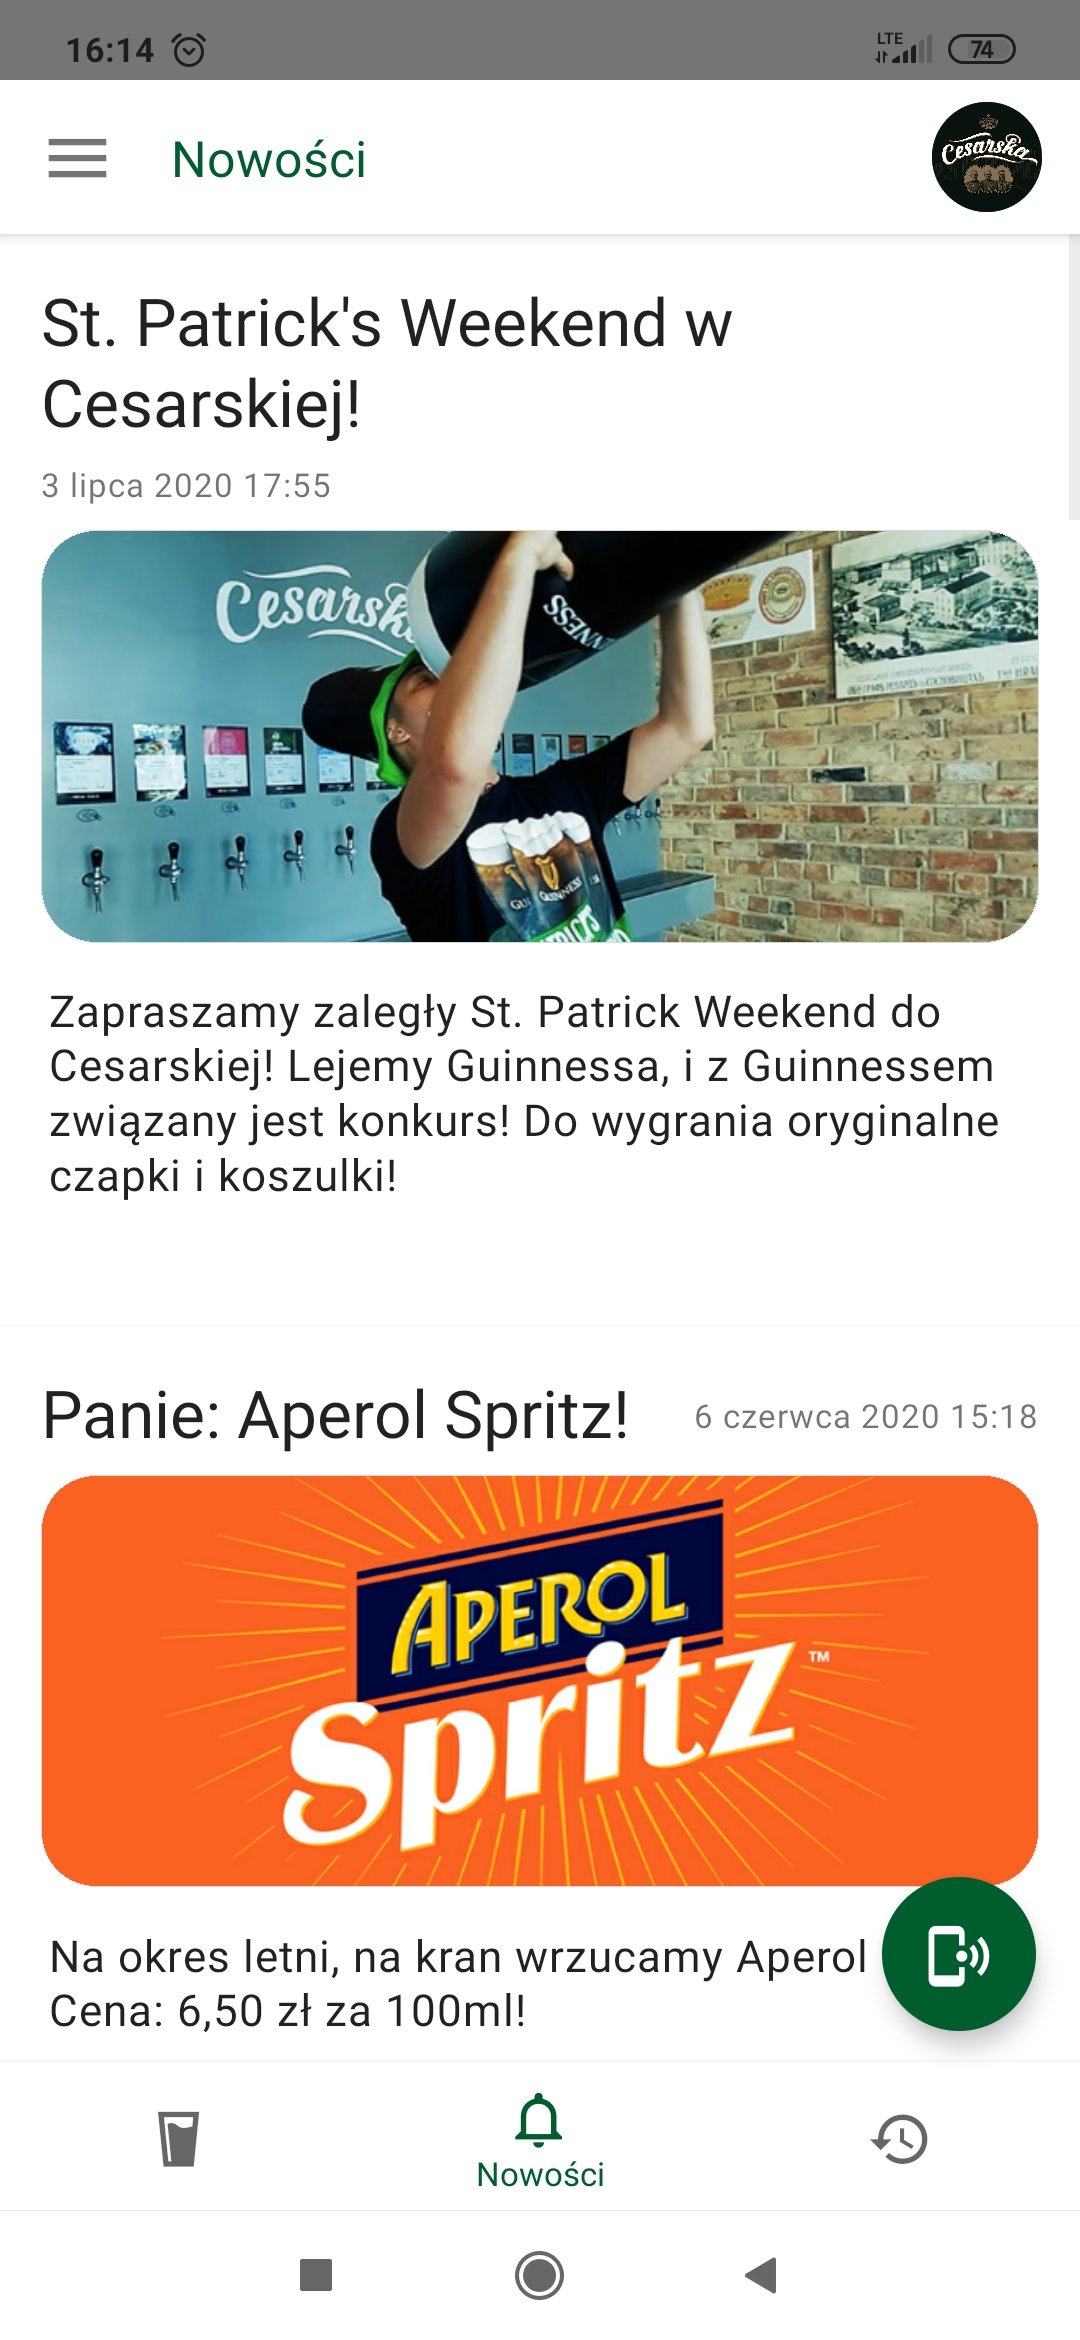 16:14
LTE
74
Nowości
Cesarska
St. Patrick's Weekend w
Cesarskiej!
3 lipca 2020 17:55
Cesarsk
NNESS
GUINNESS
Zapraszamy zaległy St. Patrick Weekend do
Cesarskiej! Lejemy Guinnessa, i z Guinnessem
związany jest konkurs! Do wygrania oryginalne
czapki i koszulki!
Panie: Aperol Spritz!
6 czerwca 2020 15:18
APEROL
Spritz™
Na okres letni, na kran wrzucamy Aperol
Cena: 6,50 zł za 100ml!
Nowości